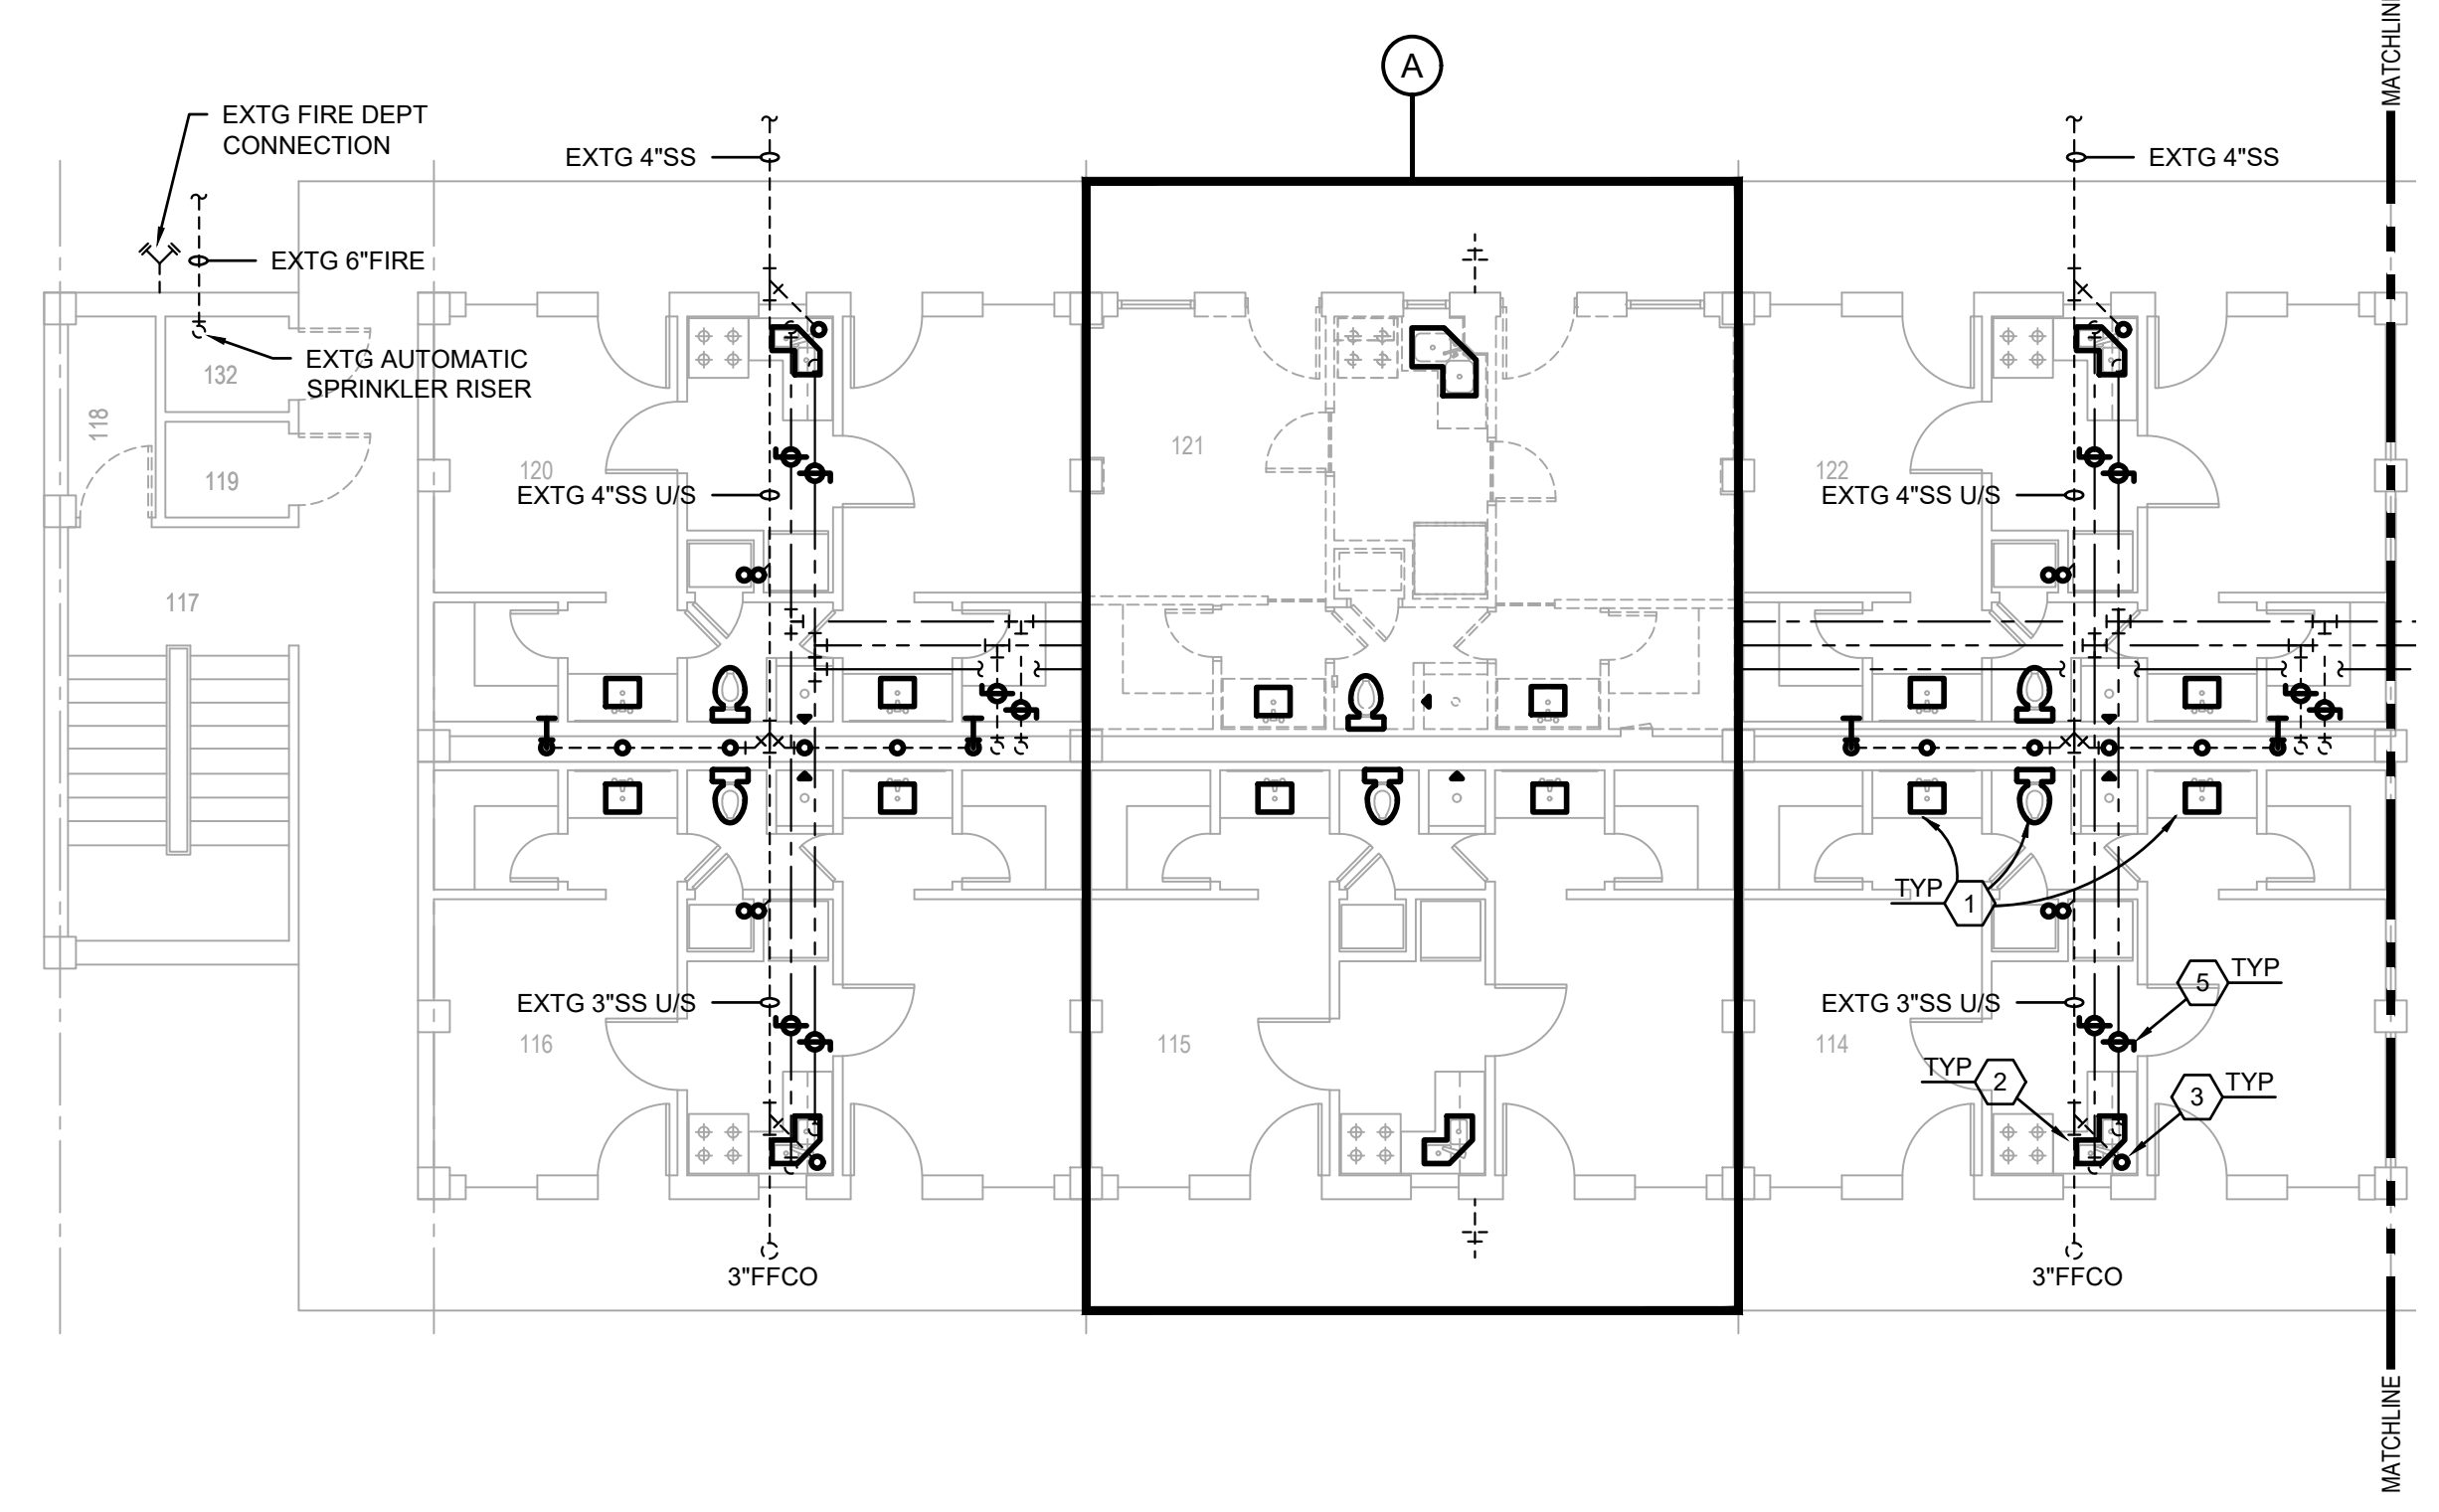 MATCHLINE
A
EXTG FIRE DEPT
CONNECTION
EXTG 4"SS
EXTG 4"SS
EXTG 6"FIRE
EXTG AUTOMATIC
SPRINKLER RISER
132
118
119
120
121
122
EXTG 4"SS U/S
EXTG 4"SS U/S
117
TYP
1
5
TYP
EXTG 3"SS U/S
EXTG 3"SS U/S
116
115
114
TYP
2
3
TYP
3"FFCO
3"FFCO
MATCHLINE